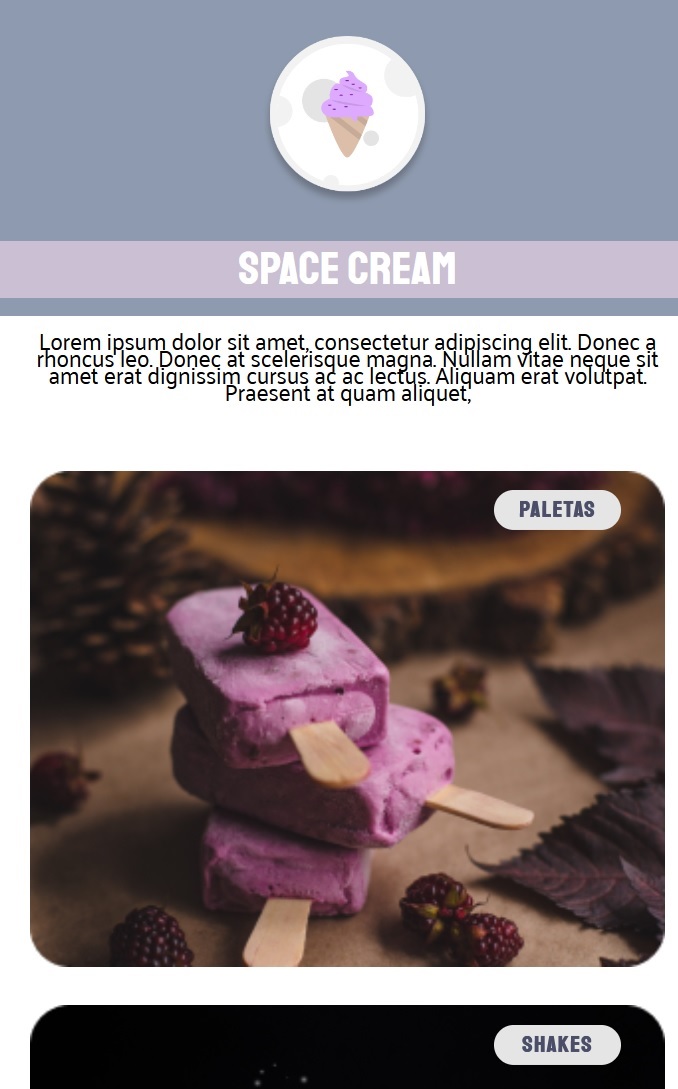 SPACE CREAM
Lorem ipsum dolor sit amet, consectetur adipiscing elit. Donec a
rhoncus leo. Donec at scelerisque magna. Nullam vitae neque sit
amet erat dignissim cursus ac ac lectus. Aliquam erat volutpat.
Praesent at quam aliquet,
PALETAS
SHAKES